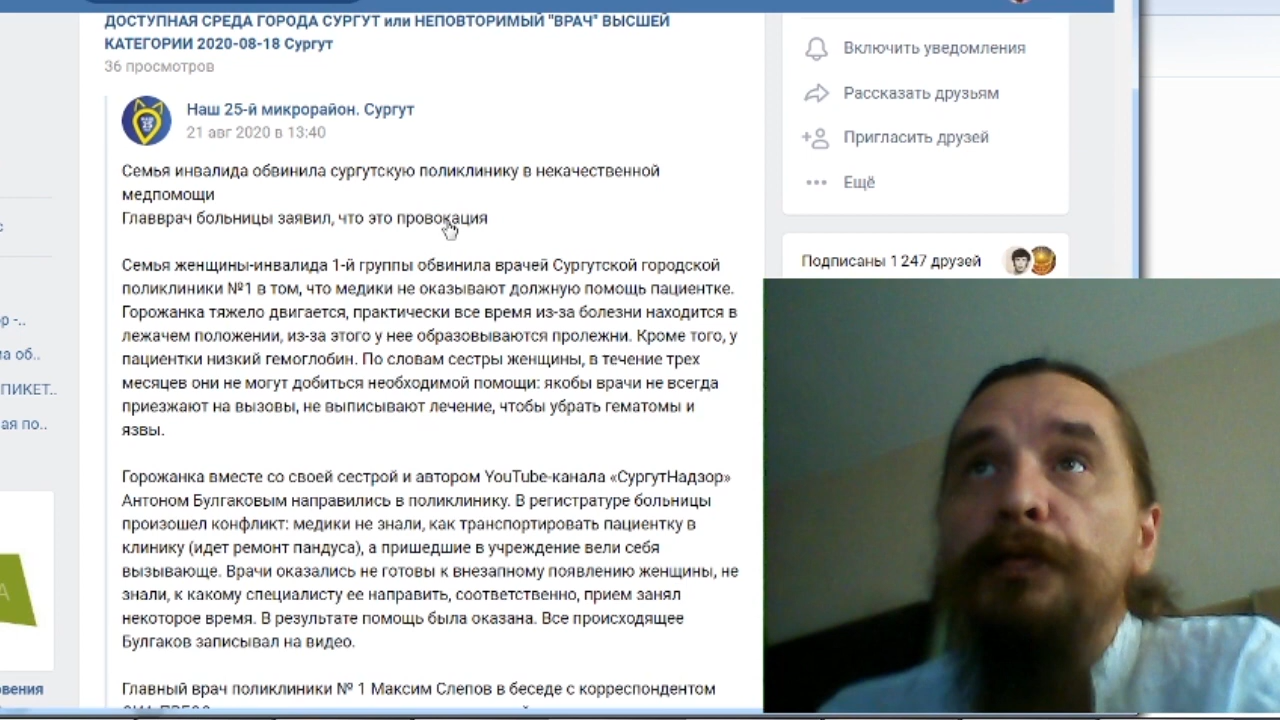 ДОСТУПНАЯ СРЕДА ГОРОДА СУРГУТ или НЕПОВТОРИМЫЙ "ВРАЧ" ВЫСШЕЙ
КАТЕГОРИИ 2020-08-18 Сургут
36 просмотров
Наш 25-й микрорайон. Сургут
21 авг 2020 в 13:40
Семья инвалида обвинила сургутскую поликлинику в некачественной
медпомощи
Главврач больницы заявил, что это провокация
Семья женщины-инвалида 1-й группы обвинила врачей Сургутской городской
поликлиники №1 в том, что медики не оказывают должную помощь пациентке.
Горожанка тяжело двигается, практически все время из-за болезни находится в
лежачем положении, из-за этого у нее образовываются пролежни. Кроме того, у
пациентки низкий гемоглобин. По словам сестры женщины, в течение трех
месяцев они не могут добиться необходимой помощи: якобы врачи не всегда
приезжают на вызовы, не выписывают лечение, чтобы убрать гематомы и
язвы.
Горожанка вместе со своей сестрой и автором YouTube-канала «СургутНадзор»
Антоном Булгаковым направились в поликлинику. В регистратуре больницы
произошел конфликт: медики не знали, как транспортировать пациентку в
клинику (идет ремонт пандуса), а пришедшие в учреждение вели себя
вызывающе. Врачи оказались не готовы к внезапному появлению женщины, не
знали, к какому специалисту ее направить, соответственно, прием занял
некоторое время. В результате помощь была оказана. Все происходящее
Булгаков записывал на видео.
Главный врач поликлиники № 1 Максим Слепов в беседе с корреспондентом
Включить уведомления
Рассказать друзьям
Пригласить друзей
Ещё
Подписаны 1 247 друзей
р -..
а об..
ПИКЕТ..
ая по..
А
овения